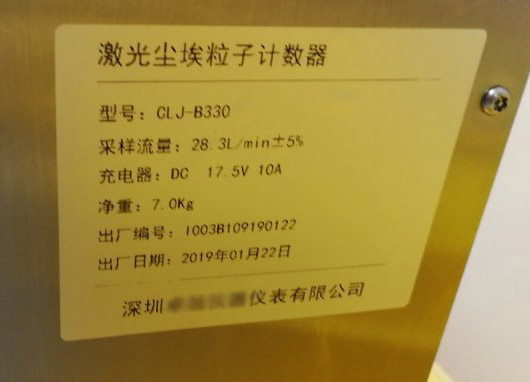 激光尘埃粒子计数器
型号：CLJ-B330
采样流量：28.3L/min±5%
充电器：DC 17.5V 10A
净重：7.0Kg
出厂编号：I003B109190122
出厂日期：2019年01月22日
深圳 仪表有限公司